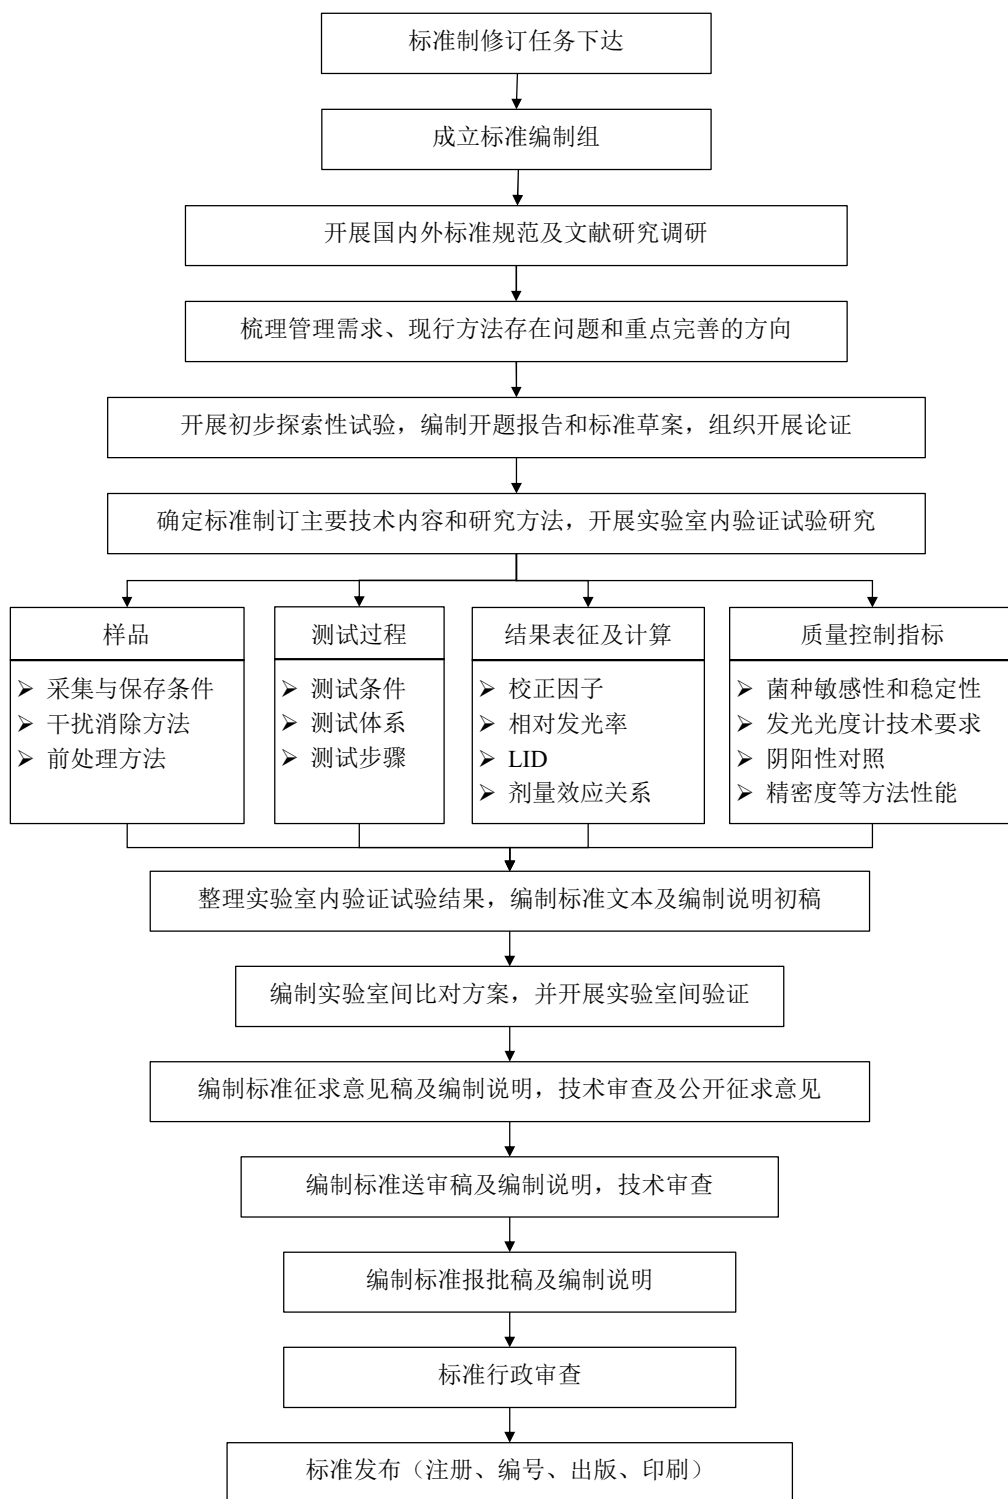 标准制修订任务下达
成立标准编制组
开展国内外标准规范及文献研究调研
梳理管理需求、现行方法存在问题和重点完善的方向
开展初步探索性试验，编制开题报告和标准草案，组织开展论证
确定标准制订主要技术内容和研究方法，开展实验室内验证试验研究
样品
➢ 采集与保存条件
➢ 干扰消除方法
➢ 前处理方法
测试过程
➢ 测试条件
➢ 测试体系
➢ 测试步骤
结果表征及计算
➢ 校正因子
➢ 相对发光率
➢ LID
➢ 剂量效应关系
质量控制指标
➢ 菌种敏感性和稳定性
➢ 发光光度计技术要求
➢ 阴阳性对照
➢ 精密度等方法性能
整理实验室内验证试验结果，编制标准文本及编制说明初稿
编制实验室间比对方案，并开展实验室间验证
编制标准征求意见稿及编制说明，技术审查及公开征求意见
编制标准送审稿及编制说明，技术审查
编制标准报批稿及编制说明
标准行政审查
标准发布（注册、编号、出版、印刷）